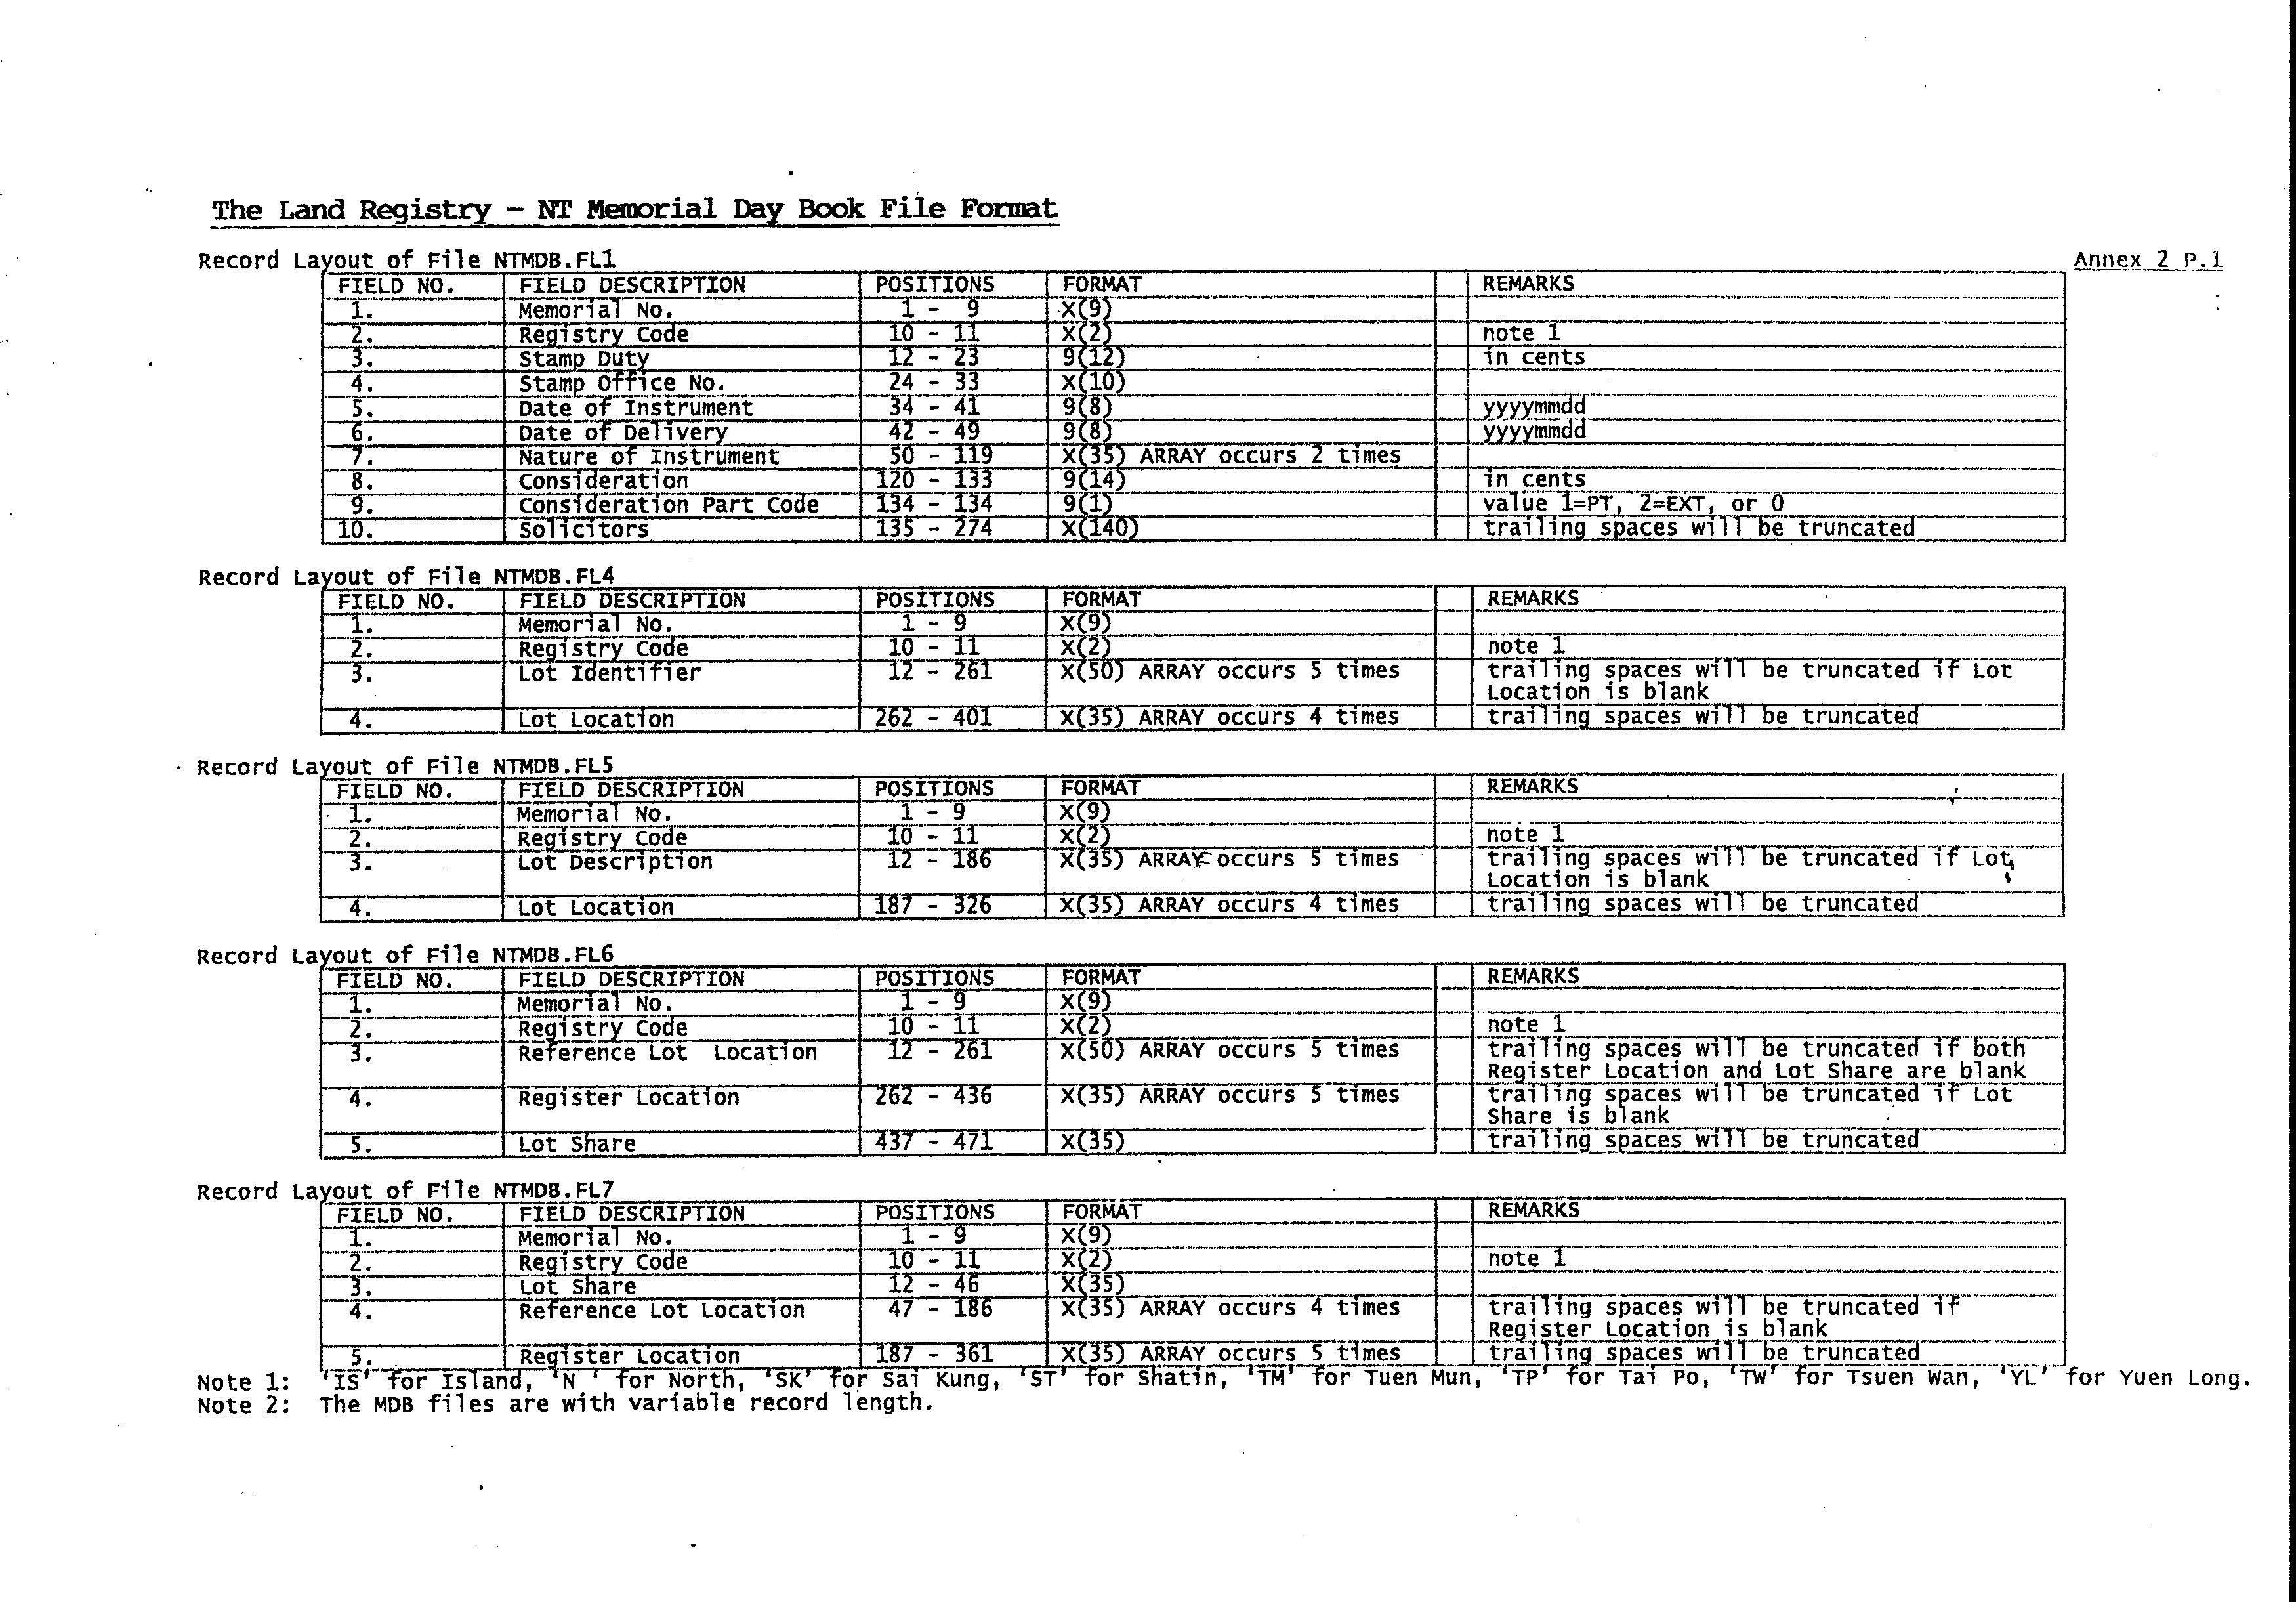 The Land Registry - NT Memorial Day Book File Format
Annex 2 P.1
Record Layout of File NTMDB.FL1
FIELD NO. FIELD DESCRIPTION POSITIONS FORMAT REMARKS
1. Memorial No. 1 - 9 X(9)
2. Registry Code 10 - 11 X(2) note 1
3. Stamp Duty 12 - 23 9(12) in cents
4. Stamp Office No. 24 - 33 X(10)
5. Date of Instrument 34 - 41 9(8) yyyymmdd
6. Date of Delivery 42 - 49 9(8) yyyymmdd
7. Nature of Instrument 50 - 119 X(35) ARRAY occurs 2 times
8. Consideration 120 - 133 9(14) in cents
9. Consideration Part Code 134 - 134 9(1) value 1=PT, 2=EXT, or 0
10. Solicitors 135 - 274 X(140) trailing spaces will be truncated
Record Layout of File NTMDB.FL4
FIELD NO. FIELD DESCRIPTION POSITIONS FORMAT REMARKS
1. Memorial No. 1 - 9 X(9)
2. Registry Code 10 - 11 X(2) note 1
3. Lot Identifier 12 - 261 X(50) ARRAY occurs 5 times trailing spaces will be truncated if Lot
Location is blank
4. Lot Location 262 - 401 X(35) ARRAY occurs 4 times trailing spaces will be truncated
Record Layout of File NTMDB.FL5
FIELD NO. FIELD DESCRIPTION POSITIONS FORMAT REMARKS
1. Memorial No. 1 - 9 X(9)
2. Registry Code 10 - 11 X(2) note 1
3. Lot Description 12 - 186 X(35) ARRAY occurs 5 times trailing spaces will be truncated if Lot
Location is blank
4. Lot Location 187 - 326 X(35) ARRAY occurs 4 times trailing spaces will be truncated
Record Layout of File NTMDB.FL6
FIELD NO. FIELD DESCRIPTION POSITIONS FORMAT REMARKS
1. Memorial No. 1 - 9 X(9)
2. Registry Code 10 - 11 X(2) note 1
3. Reference Lot Location 12 - 261 X(50) ARRAY occurs 5 times trailing spaces will be truncated if both
Register Location and Lot Share are blank
4. Register Location 262 - 436 X(35) ARRAY occurs 5 times trailing spaces will be truncated if Lot
Share is blank
5. Lot Share 437 - 471 X(35) trailing spaces will be truncated
Record Layout of File NTMDB.FL7
FIELD NO. FIELD DESCRIPTION POSITIONS FORMAT REMARKS
1. Memorial No. 1 - 9 X(9)
2. Registry Code 10 - 11 X(2) note 1
3. Lot Share 12 - 46 X(35)
4. Reference Lot Location 47 - 186 X(35) ARRAY occurs 4 times trailing spaces will be truncated if
Register Location is blank
5. Register Location 187 - 361 X(35) ARRAY occurs 5 times trailing spaces will be truncated
Note 1: 'IS' for Island, 'N ' for North, 'SK' for Sai Kung, 'ST' for Shatin, 'TM' for Tuen Mun, 'TP' for Tai Po, 'TW' for Tsuen Wan, 'YL' for Yuen Long.
Note 2: The MDB files are with variable record length.